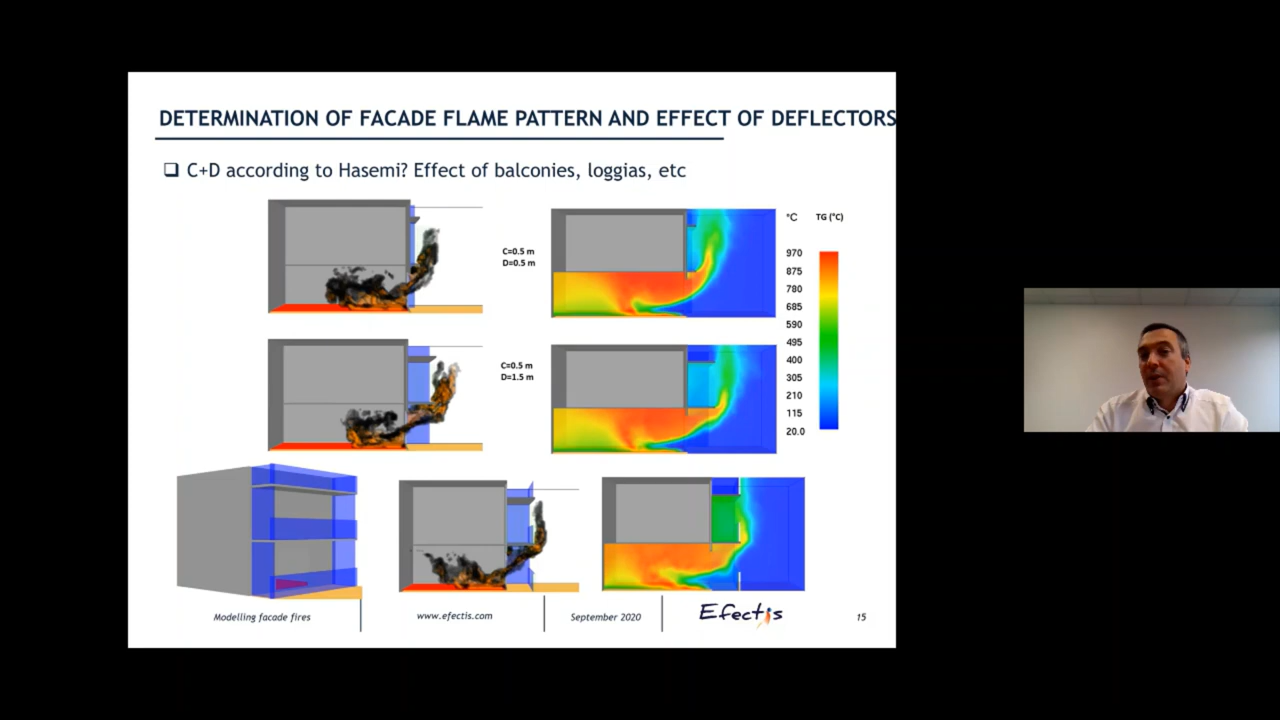 DETERMINATION OF FACADE FLAME PATTERN AND EFFECT OF DEFLECTORS
C+D according to Hasemi? Effect of balconies, loggias, etc
C=0.5 m
D=0.5 m
°C TG (°C)
970
875
780
685
590
495
400
305
210
115
20.0
C=0.5 m
D=1.5 m
Modelling facade fires
www.efectis.com
September 2020
Efectis
15